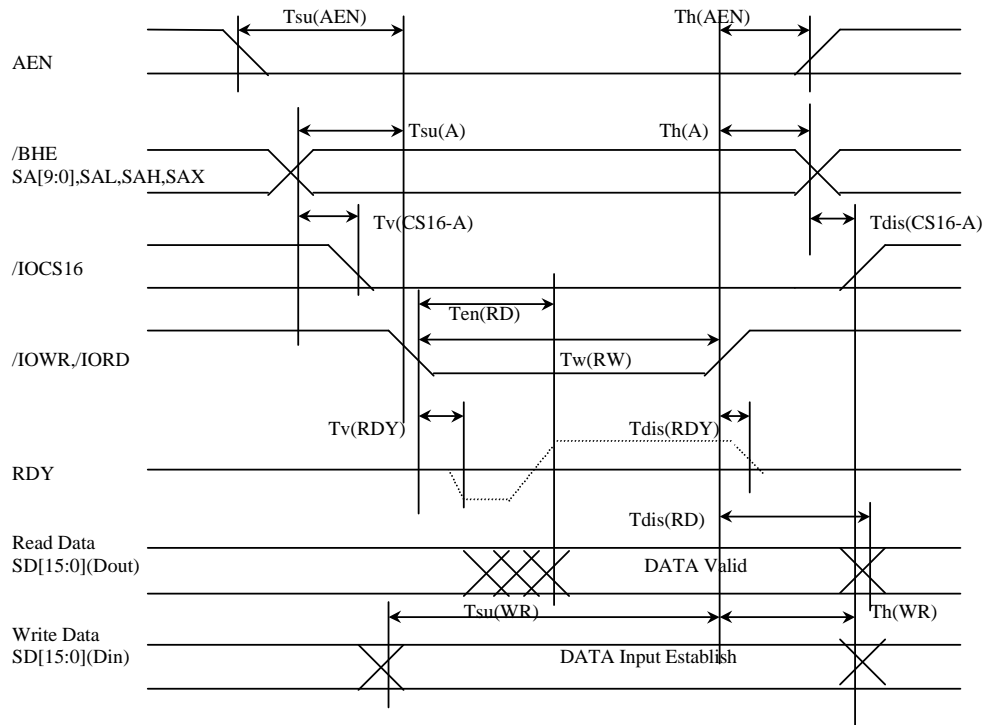 Tsu(AEN)
Th(AEN)
AEN
Tsu(A)
Th(A)
/BHE
SA[9:0],SAL,SAH,SAX
Tv(CS16-A)
Tdis(CS16-A)
/IOCS16
Ten(RD)
/IOWR,/IORD
Tw(RW)
Tv(RDY)
Tdis(RDY)
RDY
Tdis(RD)
Read Data
SD[15:0](Dout)
DATA Valid
Tsu(WR)
Th(WR)
Write Data
SD[15:0](Din)
DATA Input Establish